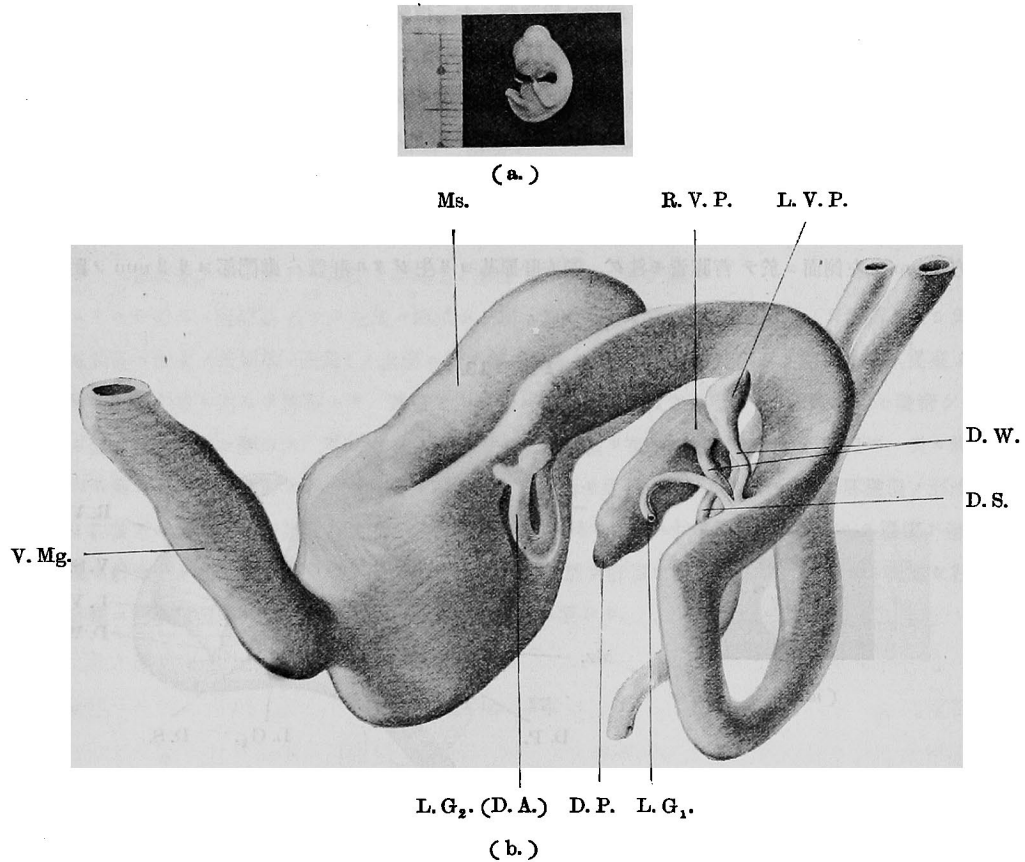 (a.)
Ms. R. V. P. L. V. P.
D. W.
D. S.
V. Mg.
L. G₂. (D. A.) D. P. L. G₁.
(b.)